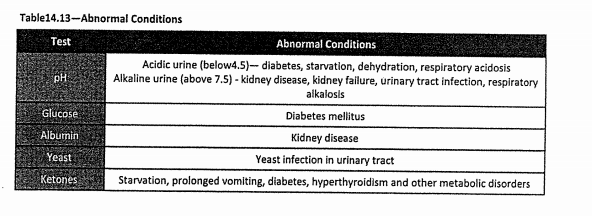 Table14.13—Abnormal Conditions
Test
Abnormal Conditions
pH
Acidic urine (below4.5)— diabetes, starvation, dehydration, respiratory acidosis
Alkaline urine (above 7.5) - kidney disease, kidney failure, urinary tract infection, respiratory
alkalosis
Glucose
Diabetes mellitus
Albumin
Kidney disease
Yeast
Yeast infection in urinary tract
Ketones
Starvation, prolonged vomiting, diabetes, hyperthyroidism and other metabolic disorders